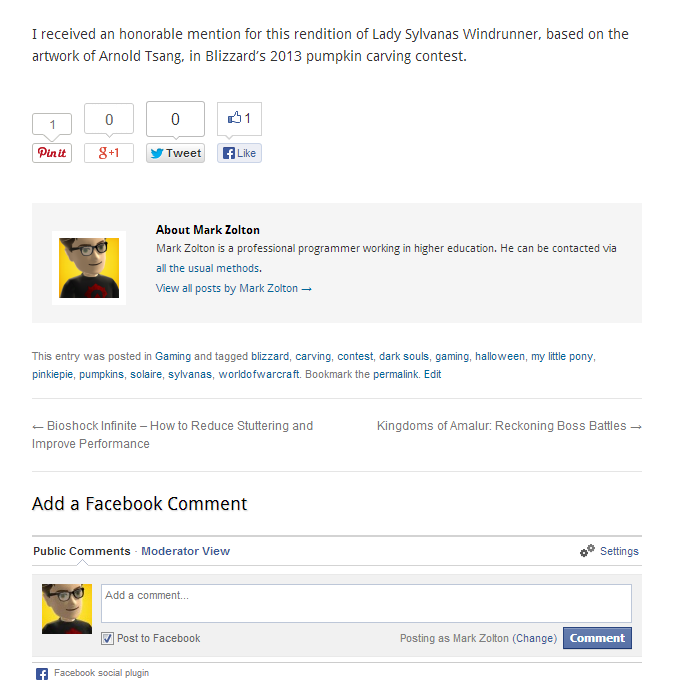 I received an honorable mention for this rendition of Lady Sylvanas Windrunner, based on the
artwork of Arnold Tsang, in Blizzard’s 2013 pumpkin carving contest.
1
0
0
1
Pin it
g+1
Tweet
Like
About Mark Zolton
Mark Zolton is a professional programmer working in higher education. He can be contacted via
all the usual methods.
View all posts by Mark Zolton →
This entry was posted in Gaming and tagged blizzard, carving, contest, dark souls, gaming, halloween, my little pony,
pinkiepie, pumpkins, solaire, sylvanas, worldofwarcraft. Bookmark the permalink. Edit
← Bioshock Infinite – How to Reduce Stuttering and
Improve Performance
Kingdoms of Amalur: Reckoning Boss Battles →
Add a Facebook Comment
Public Comments · Moderator View
Settings
Add a comment...
Post to Facebook
Posting as Mark Zolton (Change)
Comment
Facebook social plugin